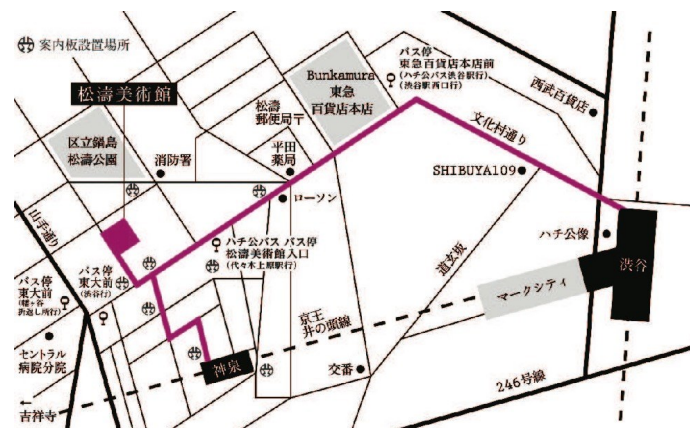 案内板設置場所
松濤美術館
区立鍋島
松濤公園
消防署
松濤
郵便局〒
平田
薬局
Bunkamura
東急
百貨店本店
バス停
東急百貨店本店前
(ハチ公バス渋谷駅行)
(渋谷駅西口行)
西武百貨店
文化村通り
SHIBUYA109
ローソン
山手通り
ハチ公バス バス停
松濤美術館入口
(代々木上原駅行)
道玄坂
ハチ公像
渋谷
マークシティ
バス停
東大前
(幡ヶ谷
折返し所行)
バス停
東大前
(渋谷行)
京王
井の頭線
セントラル
病院分院
神泉
交番
246号線
←
吉祥寺